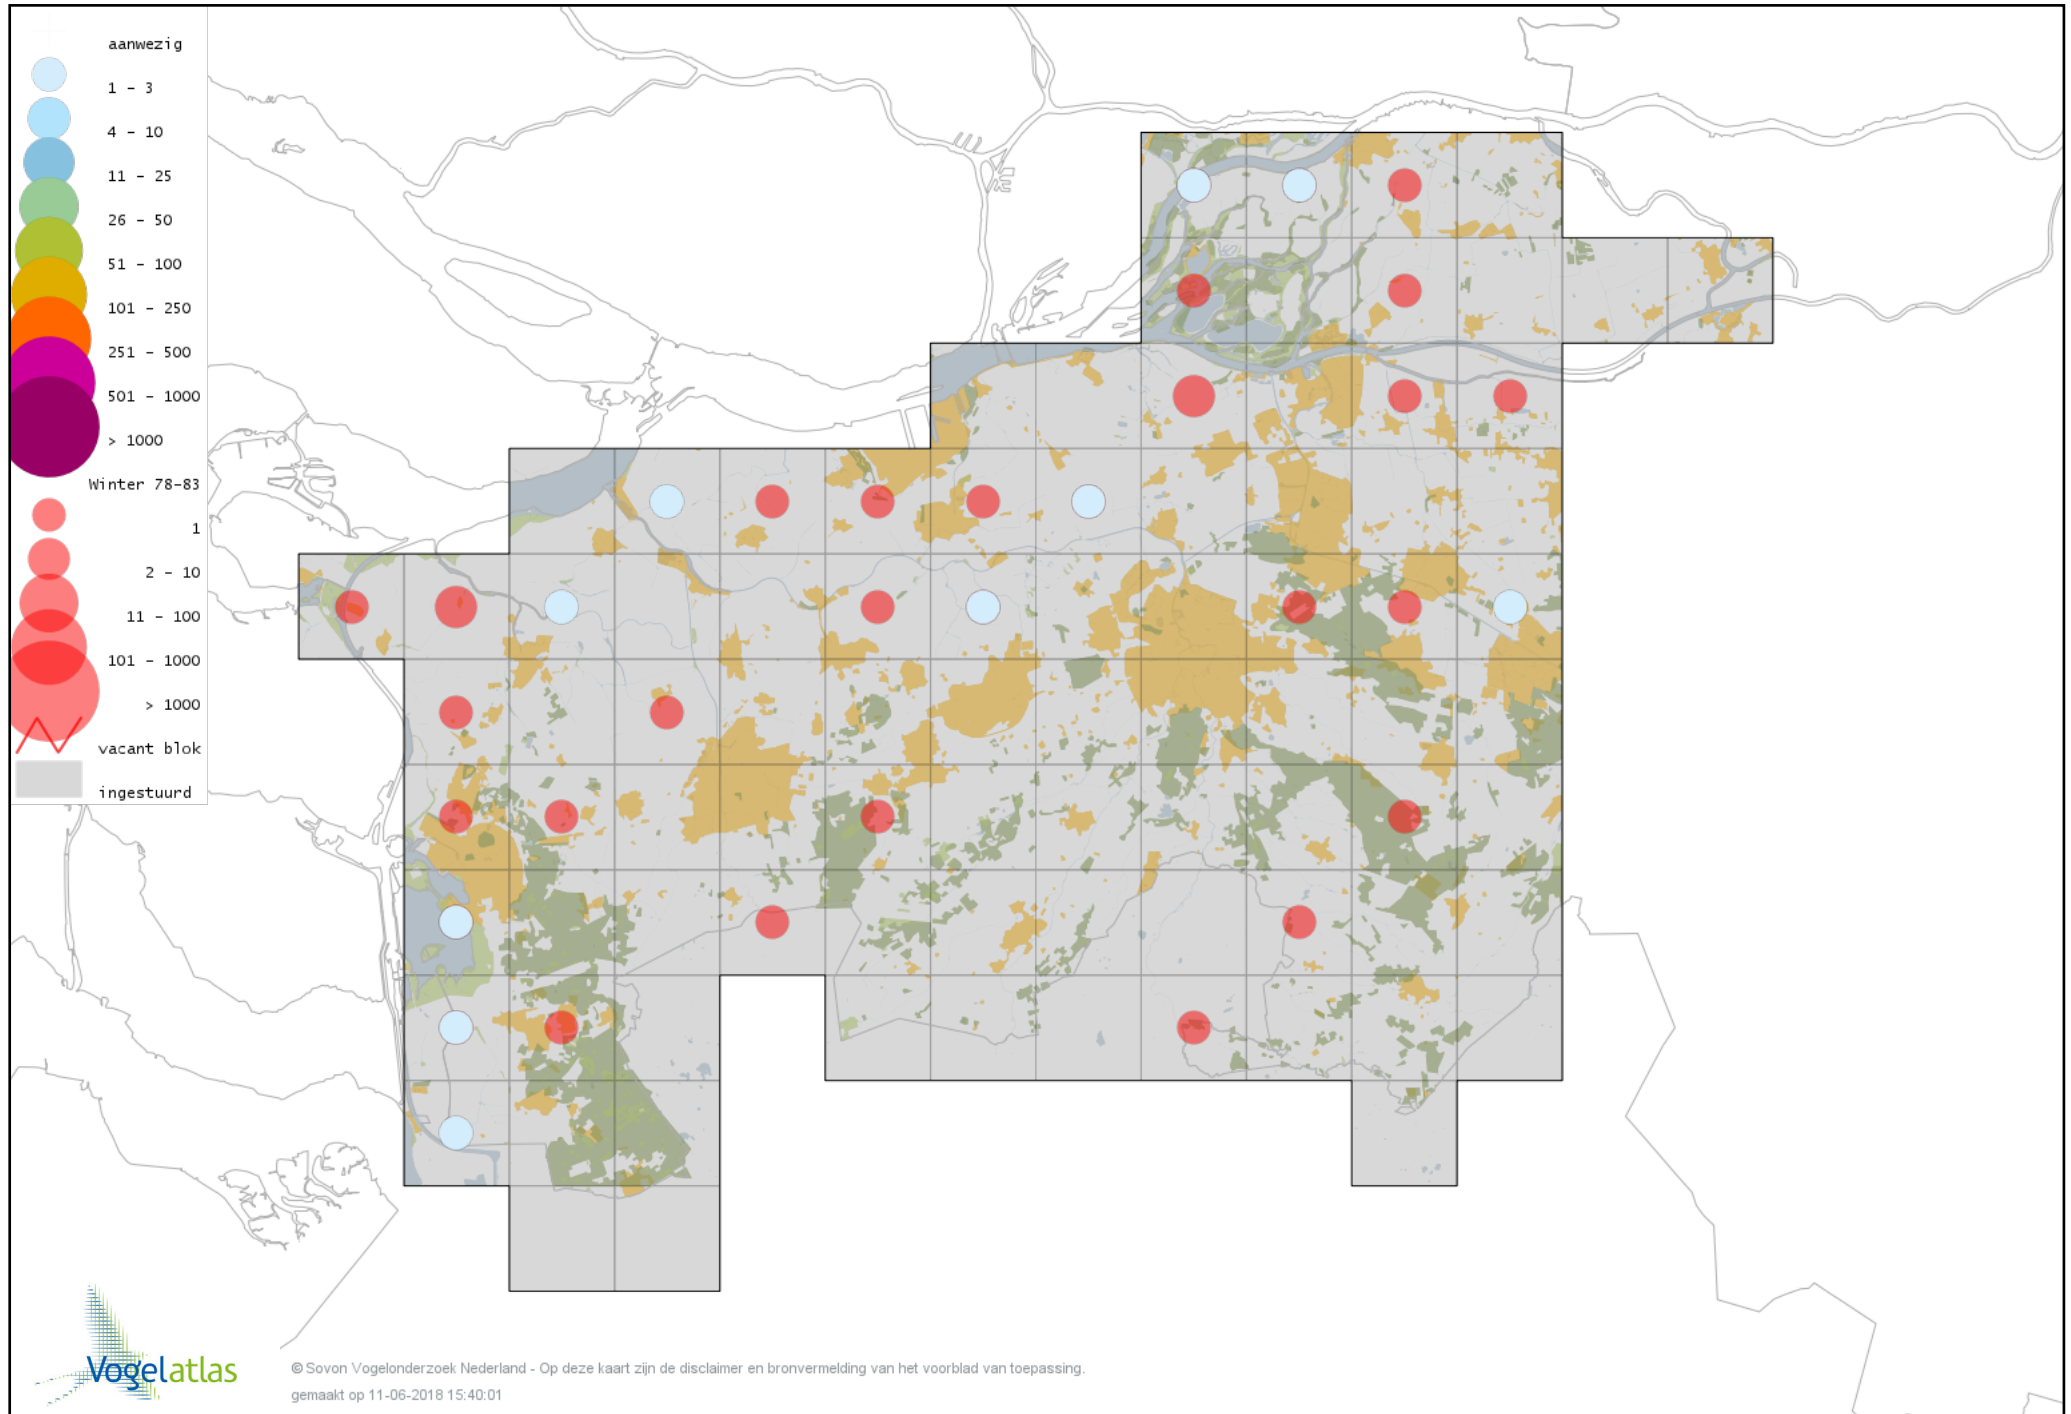 aanwezig
1 - 3
4 - 10
11 - 25
26 - 50
51 - 100
101 - 250
251 - 500
501 - 1000
> 1000
Winter 78-83
1
2 - 10
11 - 100
101 - 1000
> 1000
vacant blok
ingestuurd
Vogelatlas
© Sovon Vogelonderzoek Nederland - Op deze kaart zijn de disclaimer en bronvermelding van het voorblad van toepassing.
gemaakt op 11-06-2018 15:40:01